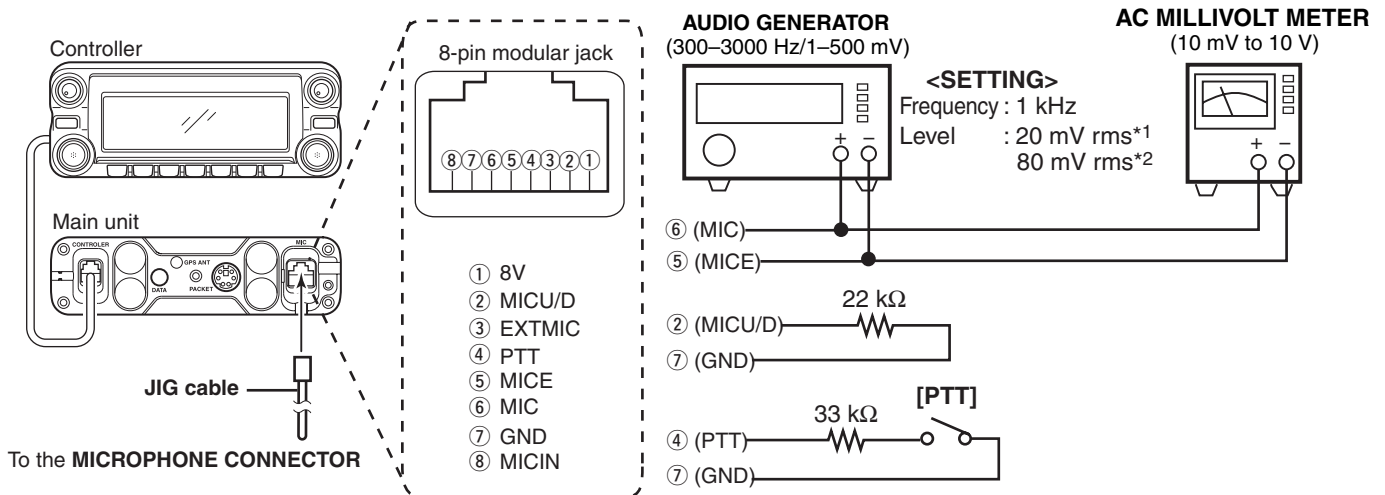 Controller
Main unit
CONTROLER
DATA
GPS ANT
PACKET
MIC
JIG cable
To the MICROPHONE CONNECTOR
8-pin modular jack
⑧⑦⑥⑤④③②①
① 8V
② MICU/D
③ EXTMIC
④ PTT
⑤ MICE
⑥ MIC
⑦ GND
⑧ MICIN
AUDIO GENERATOR
(300–3000 Hz/1–500 mV)
+ –
<SETTING>
Frequency : 1 kHz
Level : 20 mV rms*1
80 mV rms*2
AC MILLIVOLT METER
(10 mV to 10 V)
+ –
⑥ (MIC)
⑤ (MICE)
22 kΩ
② (MICU/D)
⑦ (GND)
[PTT]
33 kΩ
④ (PTT)
⑦ (GND)